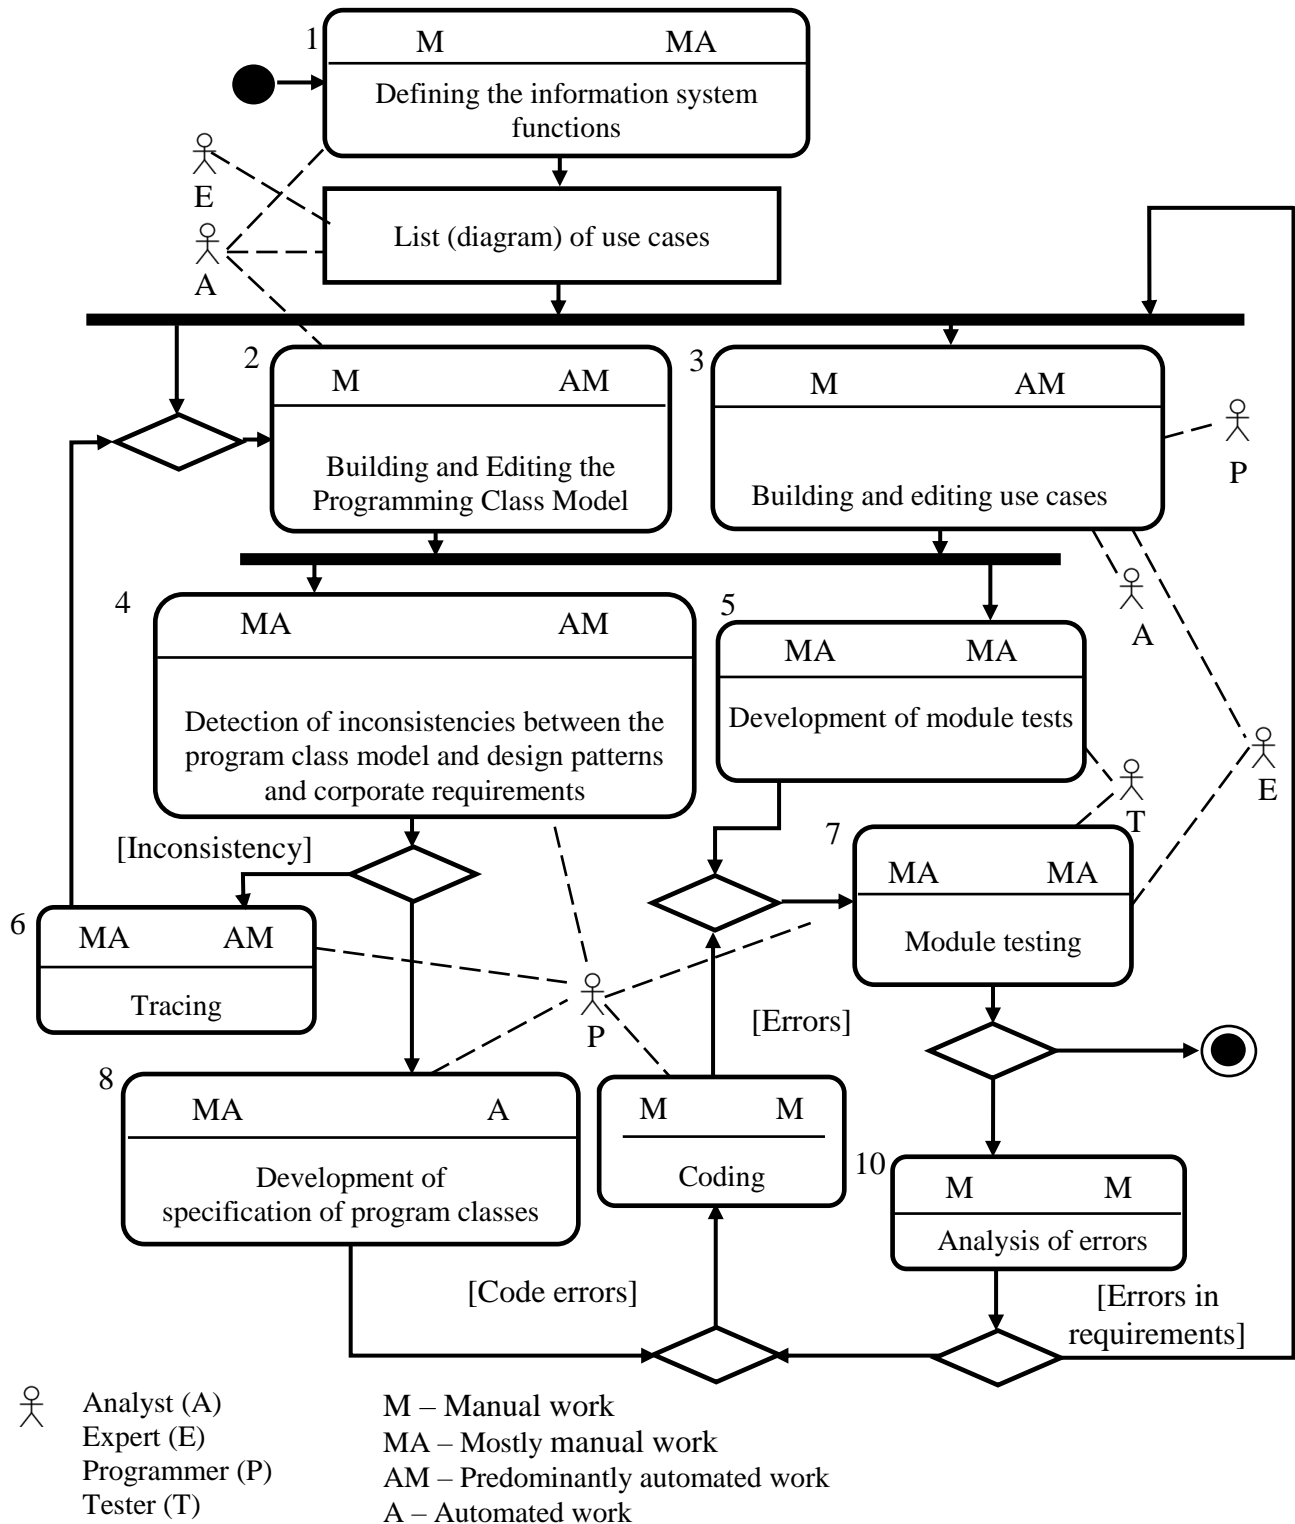 1
M MA
Defining the information system
functions
E
List (diagram) of use cases
A
2
M AM
Building and Editing the
Programming Class Model
3
M AM
Building and editing use cases
P
4
MA AM
Detection of inconsistencies between the
program class model and design patterns
and corporate requirements
5
MA MA
Development of module tests
A
E
T
[Inconsistency]
7
MA MA
Module testing
6
MA AM
Tracing
P
[Errors]
8
MA A
Development of
specification of program classes
M M
Coding
10
M M
Analysis of errors
[Code errors]
[Errors in
requirements]
Analyst (A)
Expert (E)
Programmer (P)
Tester (T)
M – Manual work
MA – Mostly manual work
AM – Predominantly automated work
A – Automated work